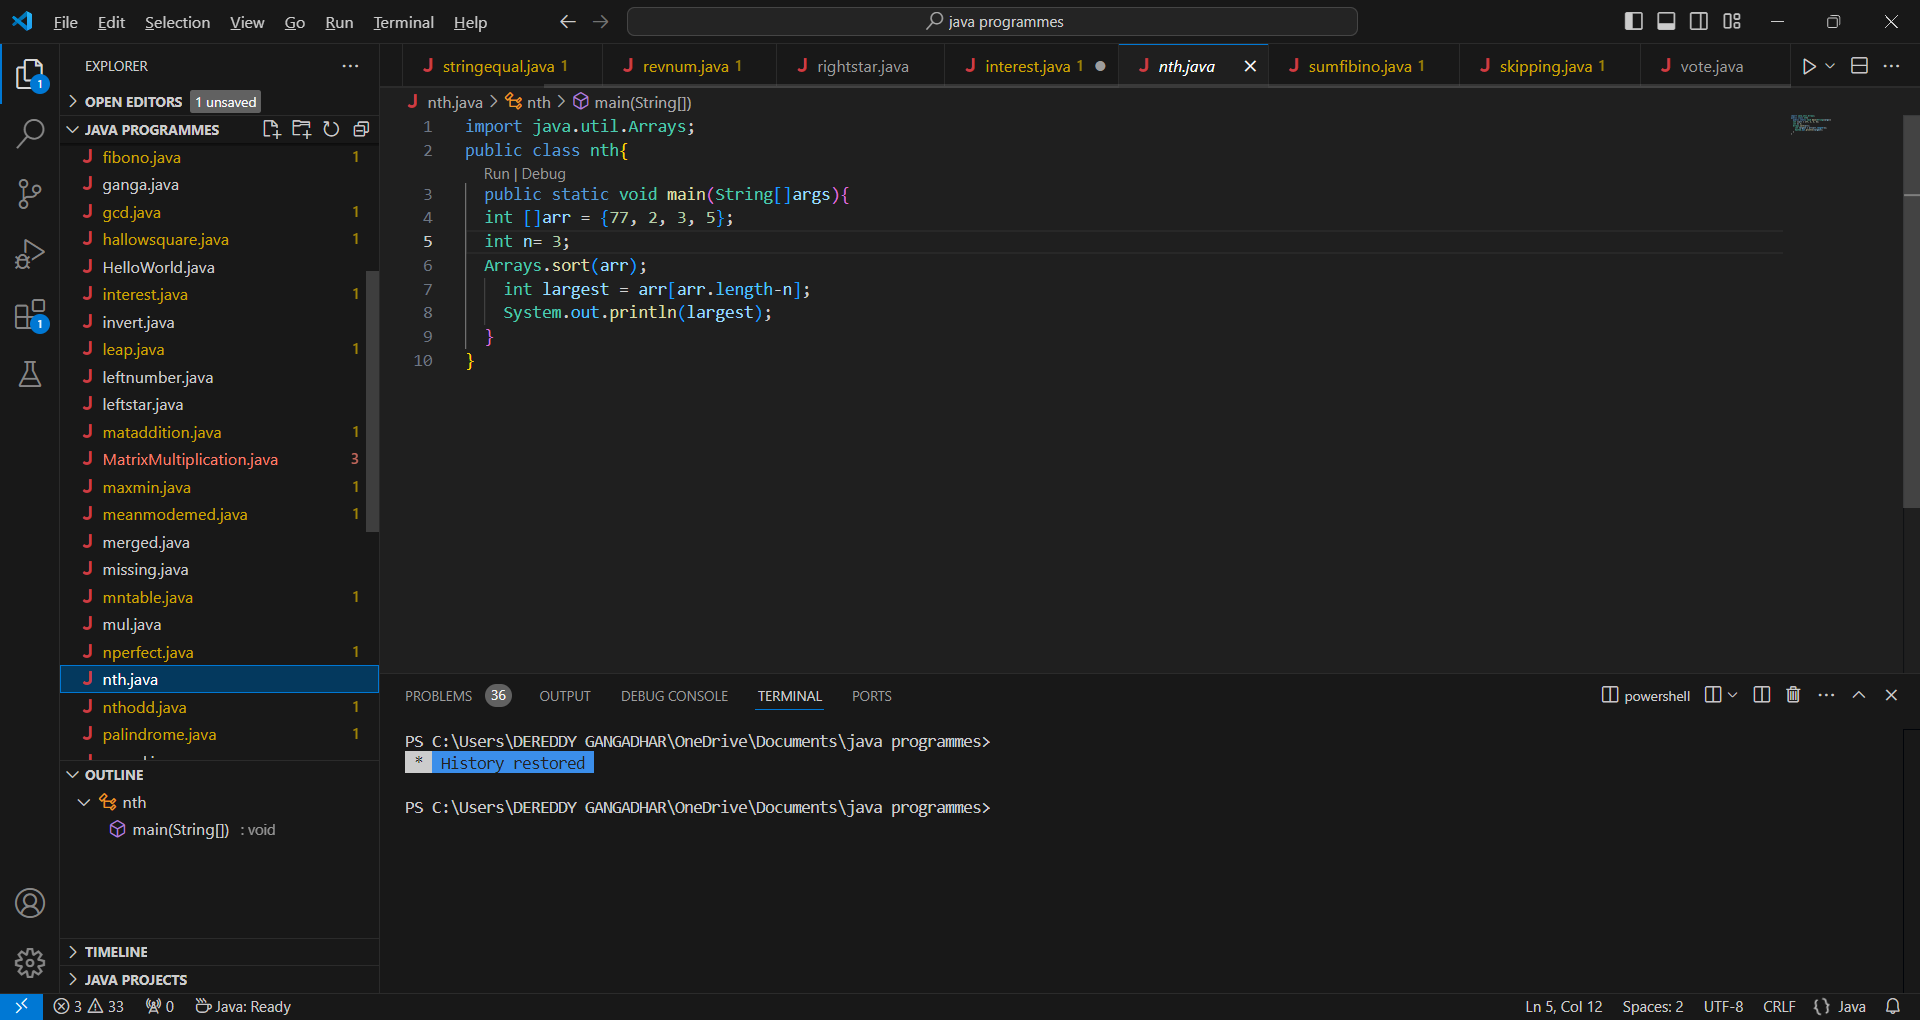 File Edit Selection View Go Run Terminal Help
java programmes
EXPLORER
OPEN EDITORS 1 unsaved
JAVA PROGRAMMES
fibono.java 1
ganga.java
gcd.java 1
hallowsquare.java 1
HelloWorld.java
interest.java 1
invert.java
leap.java 1
leftnumber.java
leftstar.java
mataddition.java 1
MatrixMultiplication.java 3
maxmin.java 1
meanmodemed.java 1
merged.java
missing.java
mntable.java 1
mul.java
nperfect.java 1
nth.java
nthodd.java 1
palindrome.java 1
OUTLINE
nth
main(String[]) : void
TIMELINE
JAVA PROJECTS
1
1
stringequal.java 1 revnum.java 1 rightstar.java interest.java 1 nth.java sumfibino.java 1 skipping.java 1 vote.java
nth.java > nth > main(String[])
1 import java.util.Arrays;
2 public class nth{
Run | Debug
3 public static void main(String[]args){
4 int []arr = {77, 2, 3, 5};
5 int n= 3;
6 Arrays.sort(arr);
7 int largest = arr[arr.length-n];
8 System.out.println(largest);
9 }
10 }
PROBLEMS 36 OUTPUT DEBUG CONSOLE TERMINAL PORTS
powershell
PS C:\Users\DEREDDY GANGADHAR\OneDrive\Documents\java programmes>
* History restored
PS C:\Users\DEREDDY GANGADHAR\OneDrive\Documents\java programmes>
3 33 0 Java: Ready
Ln 5, Col 12 Spaces: 2 UTF-8 CRLF {} Java